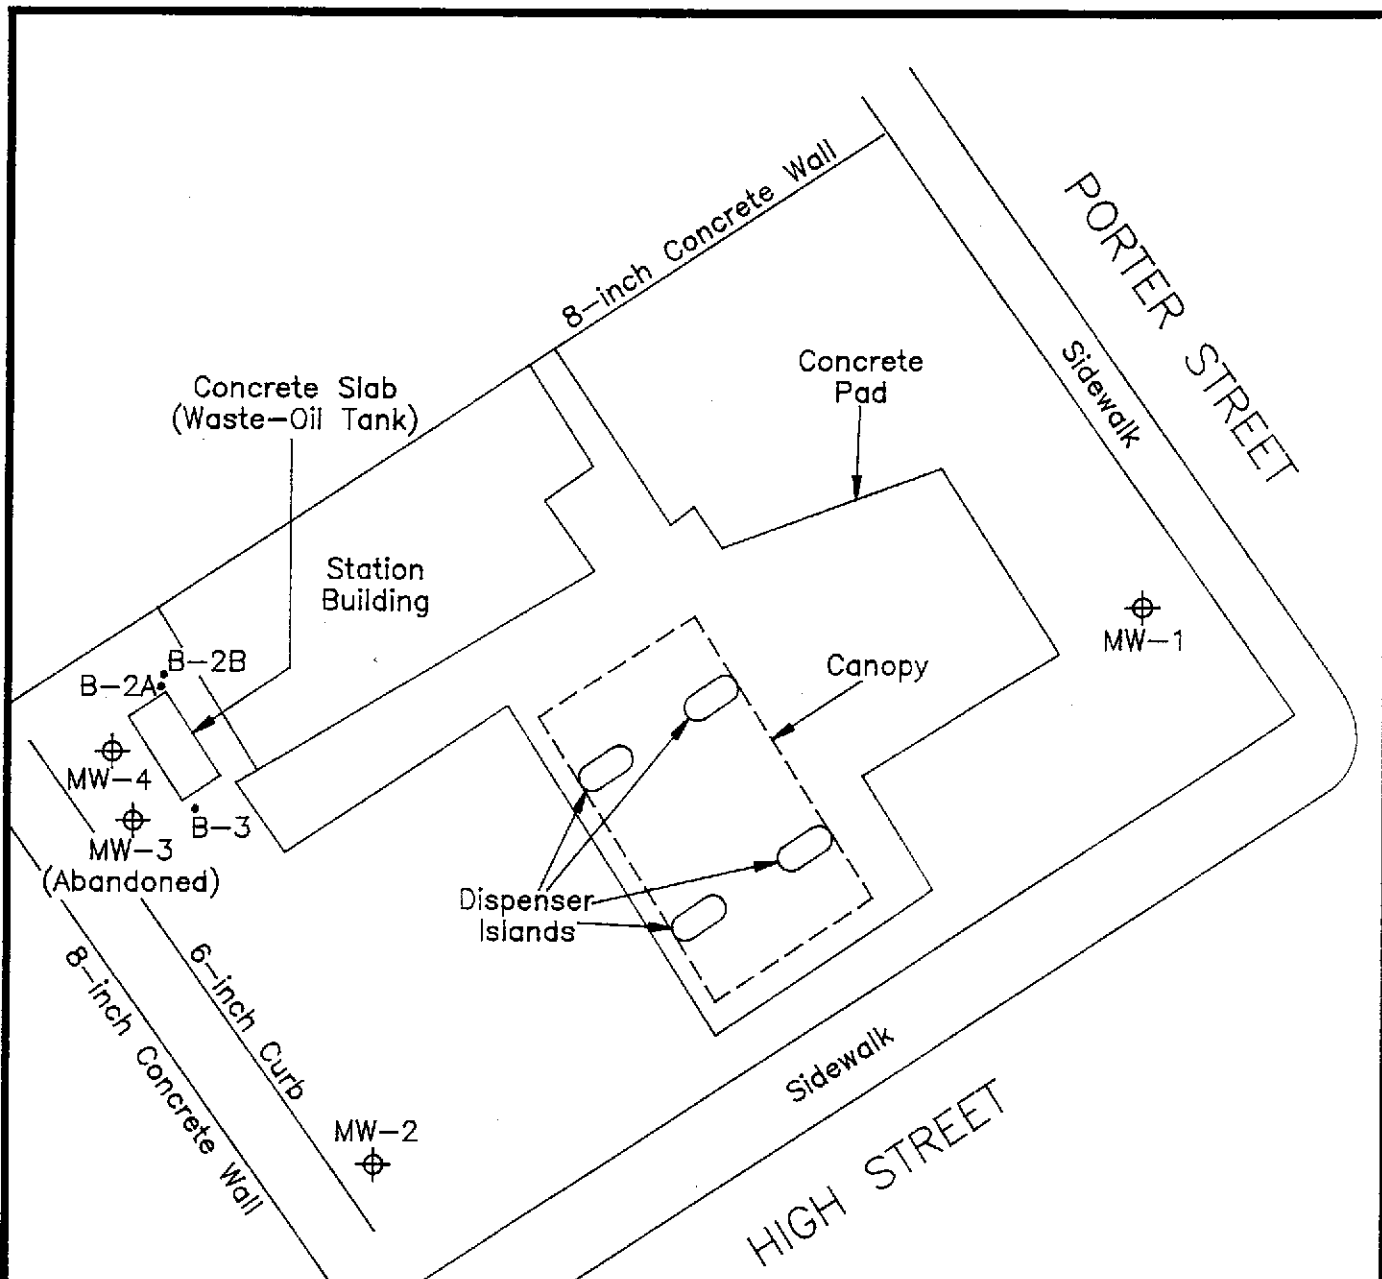 8-inch Concrete Wall
PORTER STREET
Sidewalk
Concrete
Pad
Concrete Slab
(Waste-Oil Tank)
Station
Building
B-2B
B-2A
MW-1
Canopy
MW-4
B-3
MW-3
(Abandoned)
Dispenser
Islands
8-inch Concrete Wall
6-inch Curb
Sidewalk
MW-2
HIGH STREET